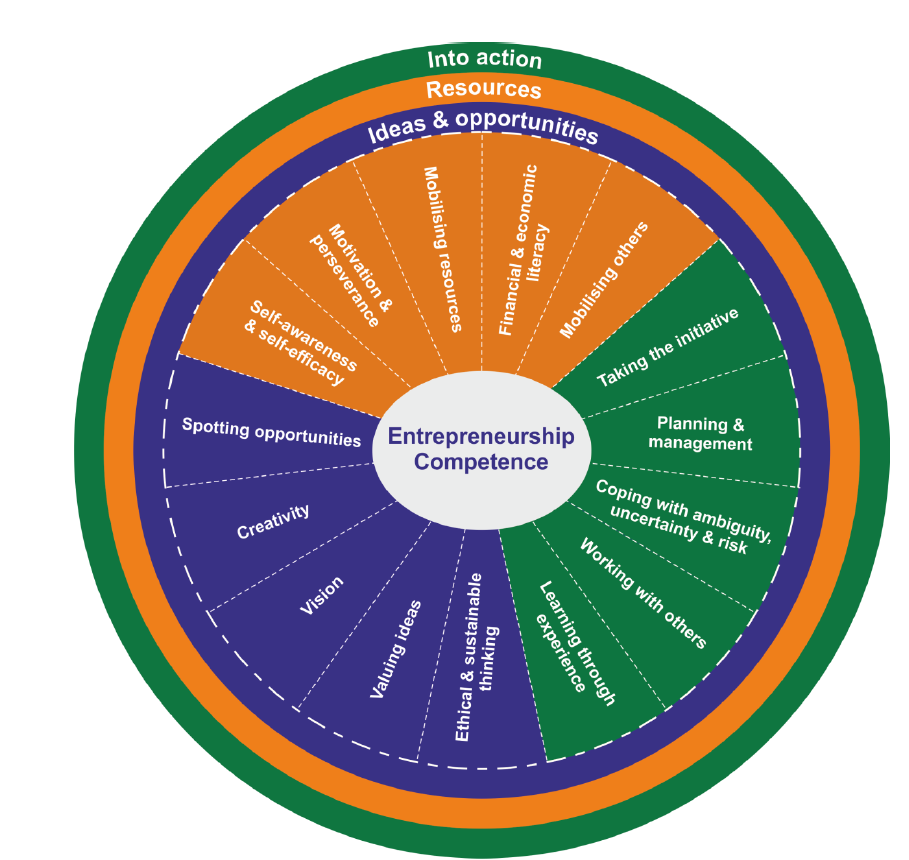 Into action
Resources
Ideas & opportunities
Mobilising resources
Financial & economic
literacy
Motivation &
perseverance
Mobilising others
Self-awareness
& self-efficacy
Taking the initiative
Spotting opportunities
Entrepreneurship
Competence
Planning &
management
Creativity
Coping with ambiguity,
uncertainty & risk
Vision
Working with others
Valuing ideas
Ethical & sustainable
thinking
Learning through
experience